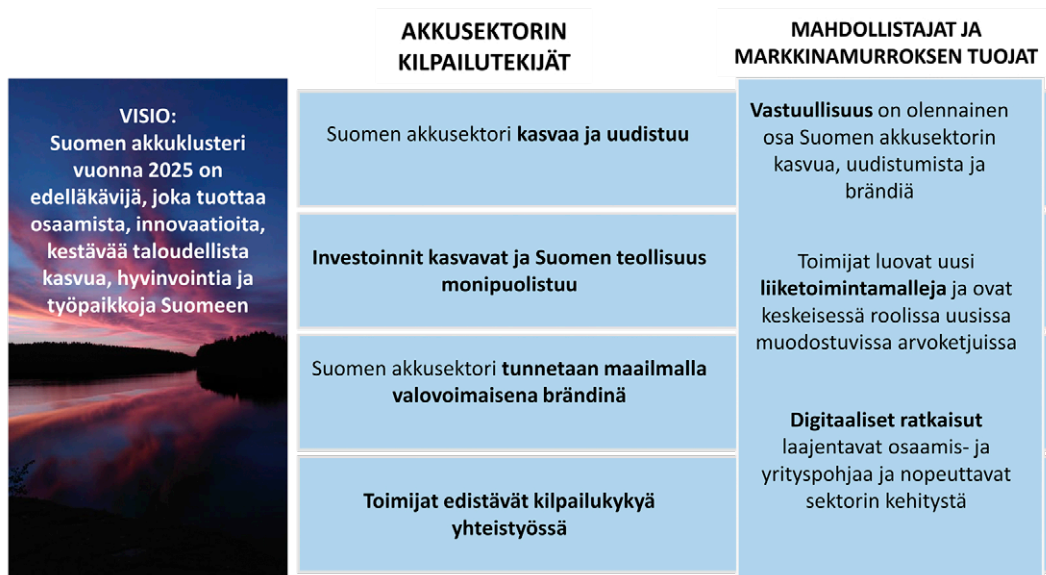 AKKUSEKTORIN
KILPAILUTEKIJÄT
MAHDOLLISTAJAT JA
MARKKINAMURROKSEN TUOJAT
VISIO:
Suomen akkuklusteri
vuonna 2025 on
edelläkävijä, joka tuottaa
osaamista, innovaatioita,
kestävää taloudellista
kasvua, hyvinvointia ja
työpaikkoja Suomeen
Suomen akkusektori kasvaa ja uudistuu
Investoinnit kasvavat ja Suomen teollisuus
monipuolistuu
Suomen akkusektori tunnetaan maailmalla
valovoimaisena brändinä
Toimijat edistävät kilpailukykyä
yhteistyössä
Vastuullisuus on olennainen
osa Suomen akkusektorin
kasvua, uudistumista ja
brändiä
Toimijat luovat uusi
liiketoimintamalleja ja ovat
keskeisessä roolissa uusissa
muodostuvissa arvoketjuissa
Digitaaliset ratkaisut
laajentavat osaamis- ja
yrityspohjaa ja nopeuttavat
sektorin kehitystä